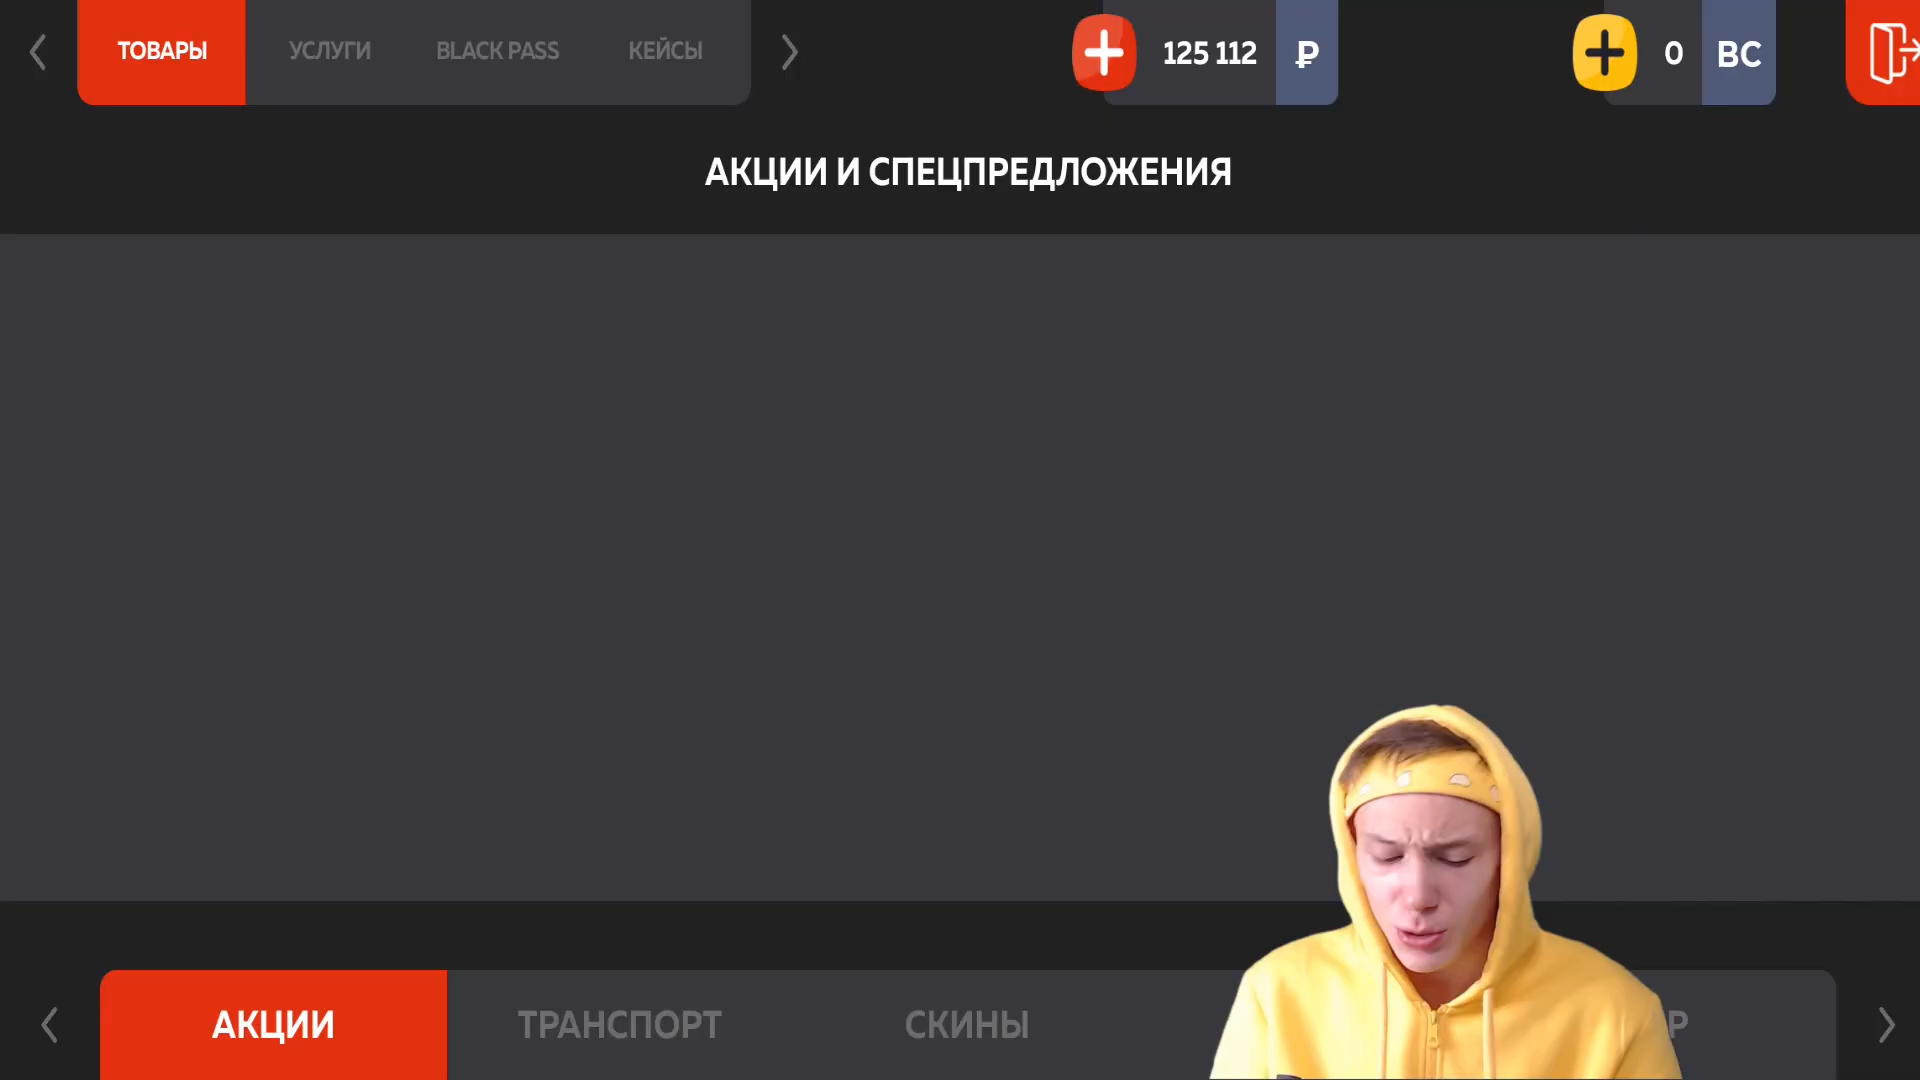 ТОВАРЫ УСЛУГИ BLACK PASS КЕЙСЫ 125 112 ₽ 0 BC
АКЦИИ И СПЕЦПРЕДЛОЖЕНИЯ
АКЦИИ ТРАНСПОРТ СКИНЫ